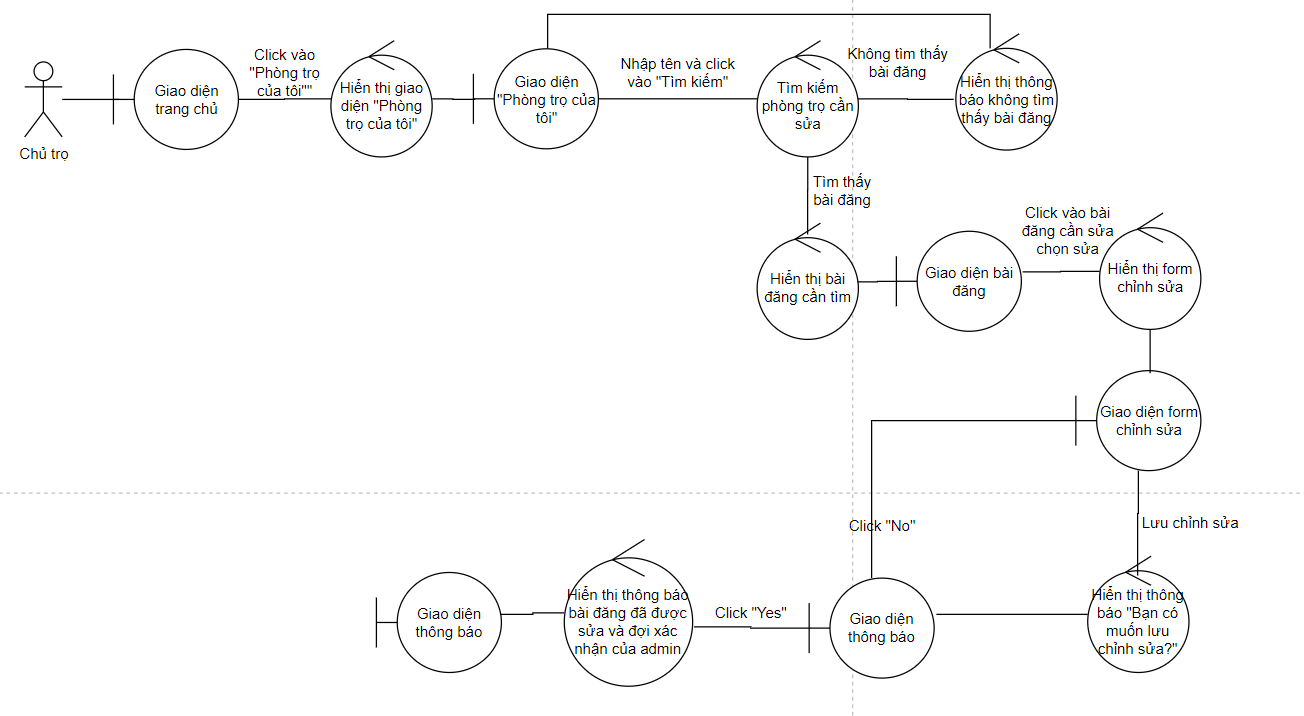 Chủ trọ
Giao diện
trang chủ
Click vào
"Phòng trọ
của tôi""
Hiển thị giao
diện "Phòng
trọ của tôi"
Giao diện
"Phòng trọ của
tôi"
Nhập tên và click
vào "Tìm kiếm"
Tìm kiếm
phòng trọ cần
sửa
Không tìm thấy
bài đăng
Hiển thị thông
báo không tìm
thấy bài đăng
Tìm thấy
bài đăng
Hiển thị bài
đăng cần tìm
Giao diện bài
đăng
Click vào bài
đăng cần sửa
chọn sửa
Hiển thị form
chỉnh sửa
Giao diện form
chỉnh sửa
Lưu chỉnh sửa
Hiển thị thông
báo "Bạn có
muốn lưu
chỉnh sửa?"
Giao diện
thông báo
Click "No"
Click "Yes"
Hiển thị thông báo
bài đăng đã được
sửa và đợi xác
nhận của admin
Giao diện
thông báo